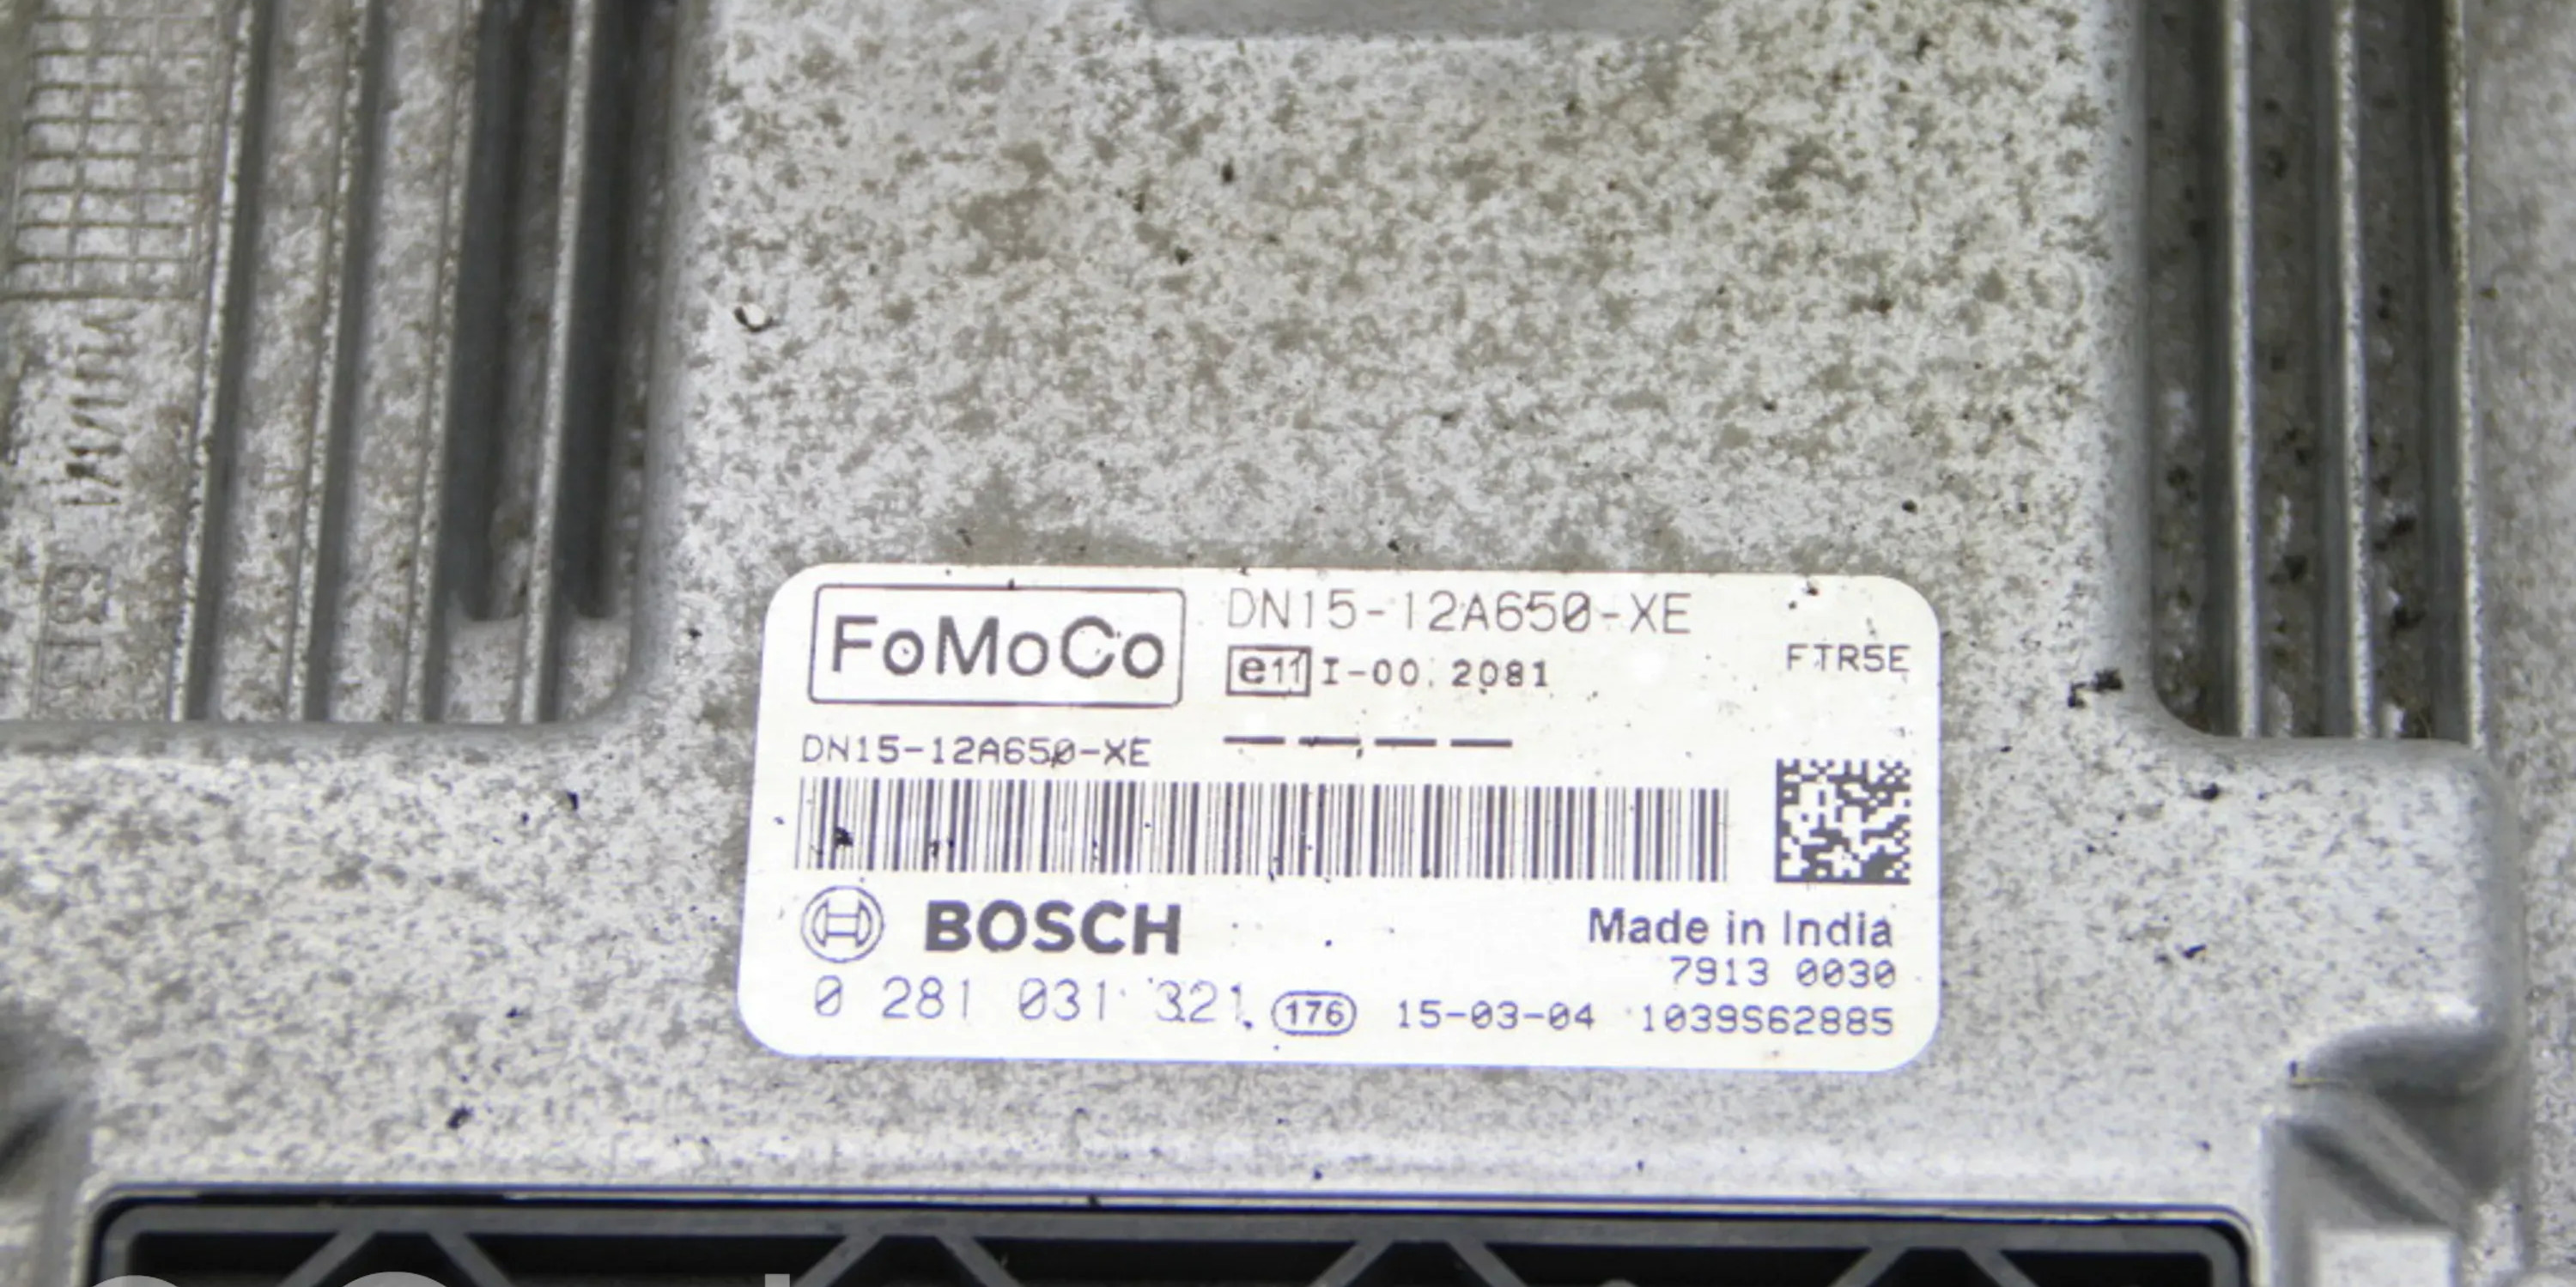 FoMoCo
DN15-12A650-XE
e11 I-00. 2081
FTR5E
DN15-12A650-XE
— — — —
BOSCH
Made in India
7913 0030
0 281 031 321 176 15-03-04 1039S62885